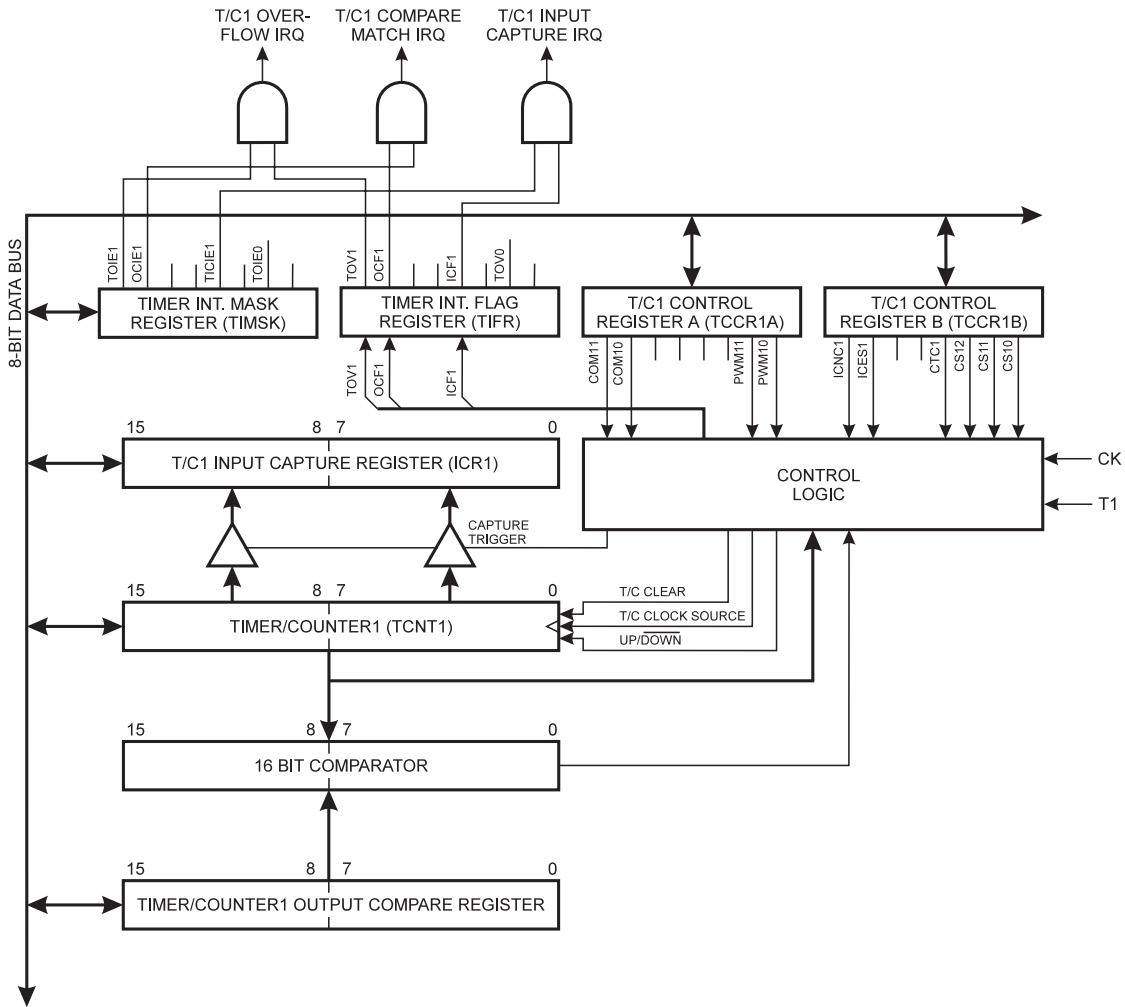 T/C1 OVER-
FLOW IRQ
T/C1 COMPARE
MATCH IRQ
T/C1 INPUT
CAPTURE IRQ
8-BIT DATA BUS
TOIE1
OCIE1
TICIE1
TOIE0
TOV1
OCF1
ICF1
TOV0
TIMER INT. MASK
REGISTER (TIMSK)
TIMER INT. FLAG
REGISTER (TIFR)
T/C1 CONTROL
REGISTER A (TCCR1A)
T/C1 CONTROL
REGISTER B (TCCR1B)
TOV1
OCF1
ICF1
COM11
COM10
PWM11
PWM10
ICNC1
ICES1
CTC1
CS12
CS11
CS10
15 8 7 0
T/C1 INPUT CAPTURE REGISTER (ICR1)
CONTROL
LOGIC
CK
T1
CAPTURE
TRIGGER
15 8 7 0
TIMER/COUNTER1 (TCNT1)
T/C CLEAR
T/C CLOCK SOURCE
UP/DOWN
15 8 7 0
16 BIT COMPARATOR
15 8 7 0
TIMER/COUNTER1 OUTPUT COMPARE REGISTER